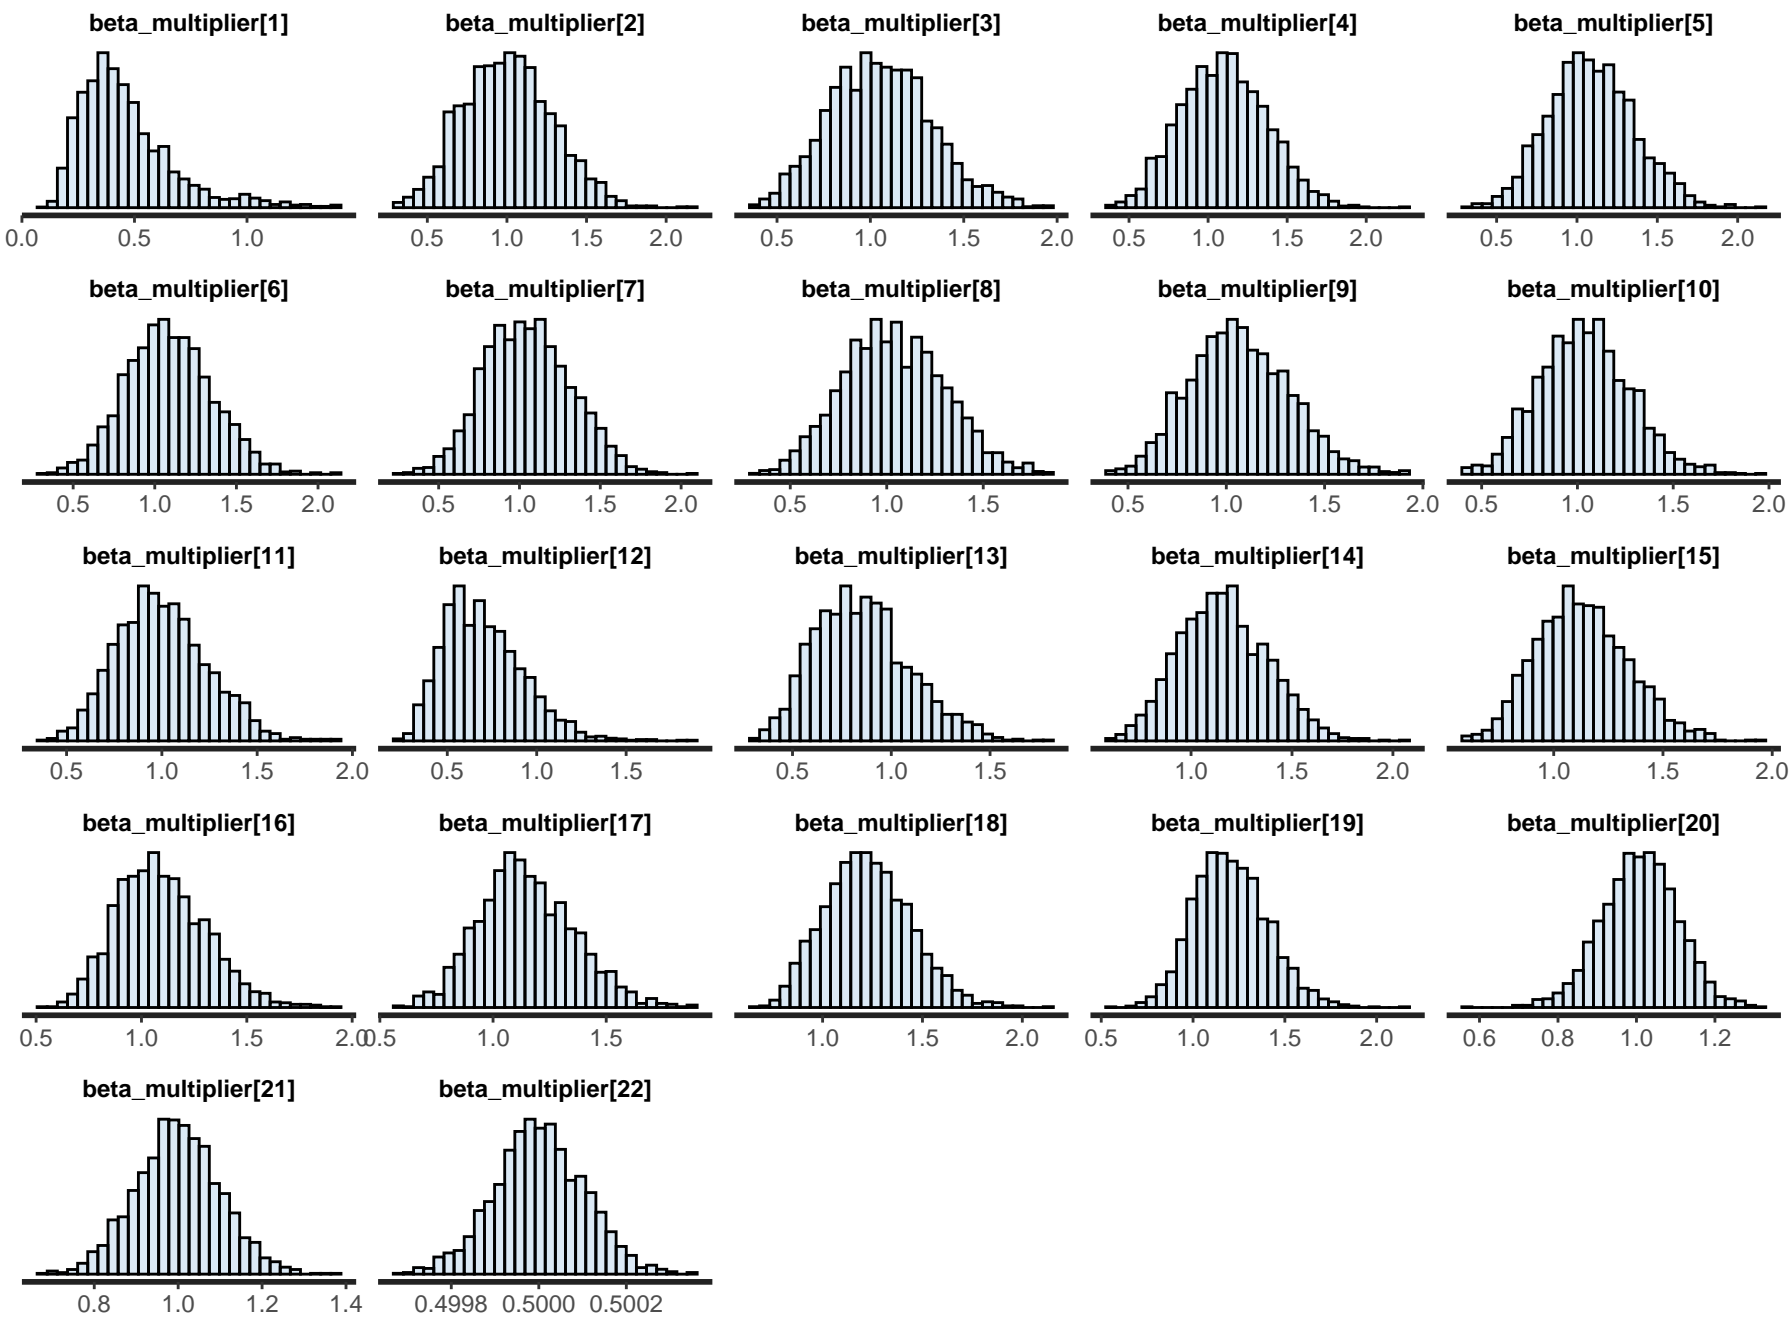 beta_multiplier[1] beta_multiplier[2] beta_multiplier[3] beta_multiplier[4] beta_multiplier[5]
0.0 0.5 1.0 0.5 1.0 1.5 2.0 0.5 1.0 1.5 2.0 0.5 1.0 1.5 2.0 0.5 1.0 1.5 2.0
beta_multiplier[6] beta_multiplier[7] beta_multiplier[8] beta_multiplier[9] beta_multiplier[10]
0.5 1.0 1.5 2.0 0.5 1.0 1.5 2.0 0.5 1.0 1.5 0.5 1.0 1.5 2.0 0.5 1.0 1.5 2.0
beta_multiplier[11] beta_multiplier[12] beta_multiplier[13] beta_multiplier[14] beta_multiplier[15]
0.5 1.0 1.5 2.0 0.5 1.0 1.5 0.5 1.0 1.5 1.0 1.5 2.0 1.0 1.5 2.0
beta_multiplier[16] beta_multiplier[17] beta_multiplier[18] beta_multiplier[19] beta_multiplier[20]
0.5 1.0 1.5 2.0 0.5 1.0 1.5 1.0 1.5 2.0 0.5 1.0 1.5 2.0 0.6 0.8 1.0 1.2
beta_multiplier[21] beta_multiplier[22]
0.8 1.0 1.2 1.4 0.4998 0.5000 0.5002